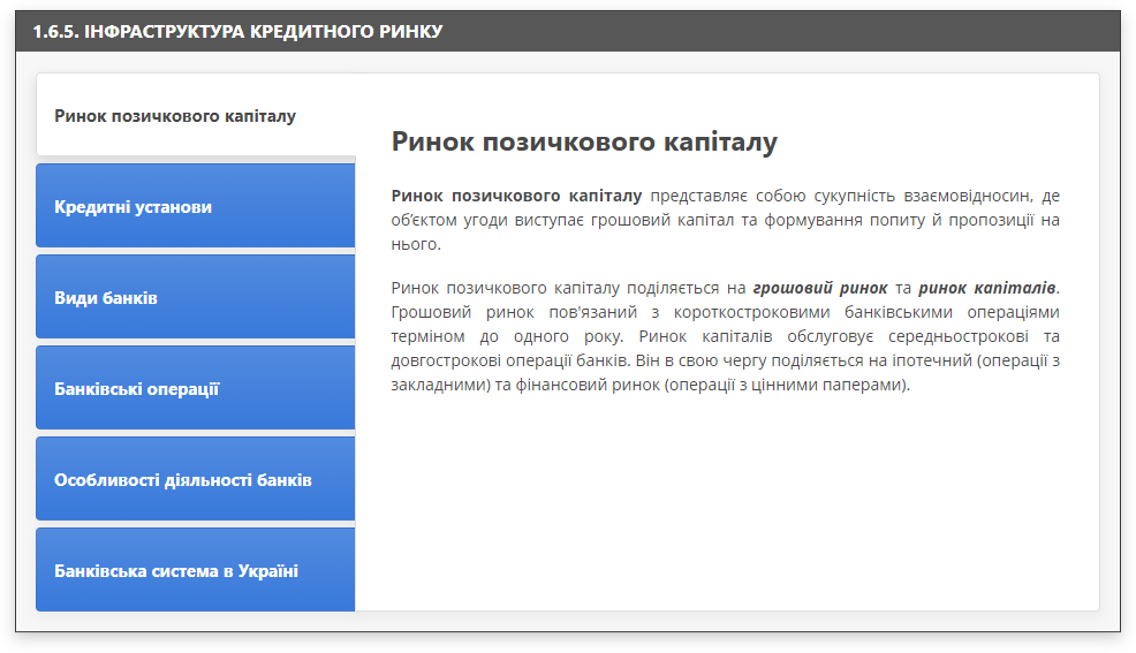 1.6.5. ІНФРАСТРУКТУРА КРЕДИТНОГО РИНКУ
Ринок позичкового капіталу
Кредитні установи
Види банків
Банківські операції
Особливості діяльності банків
Банківська система в Україні
Ринок позичкового капіталу
Ринок позичкового капіталу представляє собою сукупність взаємовідносин, де
об’єктом угоди виступає грошовий капітал та формування попиту й пропозиції на
нього.
Ринок позичкового капіталу поділяється на грошовий ринок та ринок капіталів.
Грошовий ринок пов'язаний з короткостроковими банківськими операціями
терміном до одного року. Ринок капіталів обслуговує середньострокові та
довгострокові операції банків. Він в свою чергу поділяється на іпотечний (операції з
закладними) та фінансовий ринок (операції з цінними паперами).